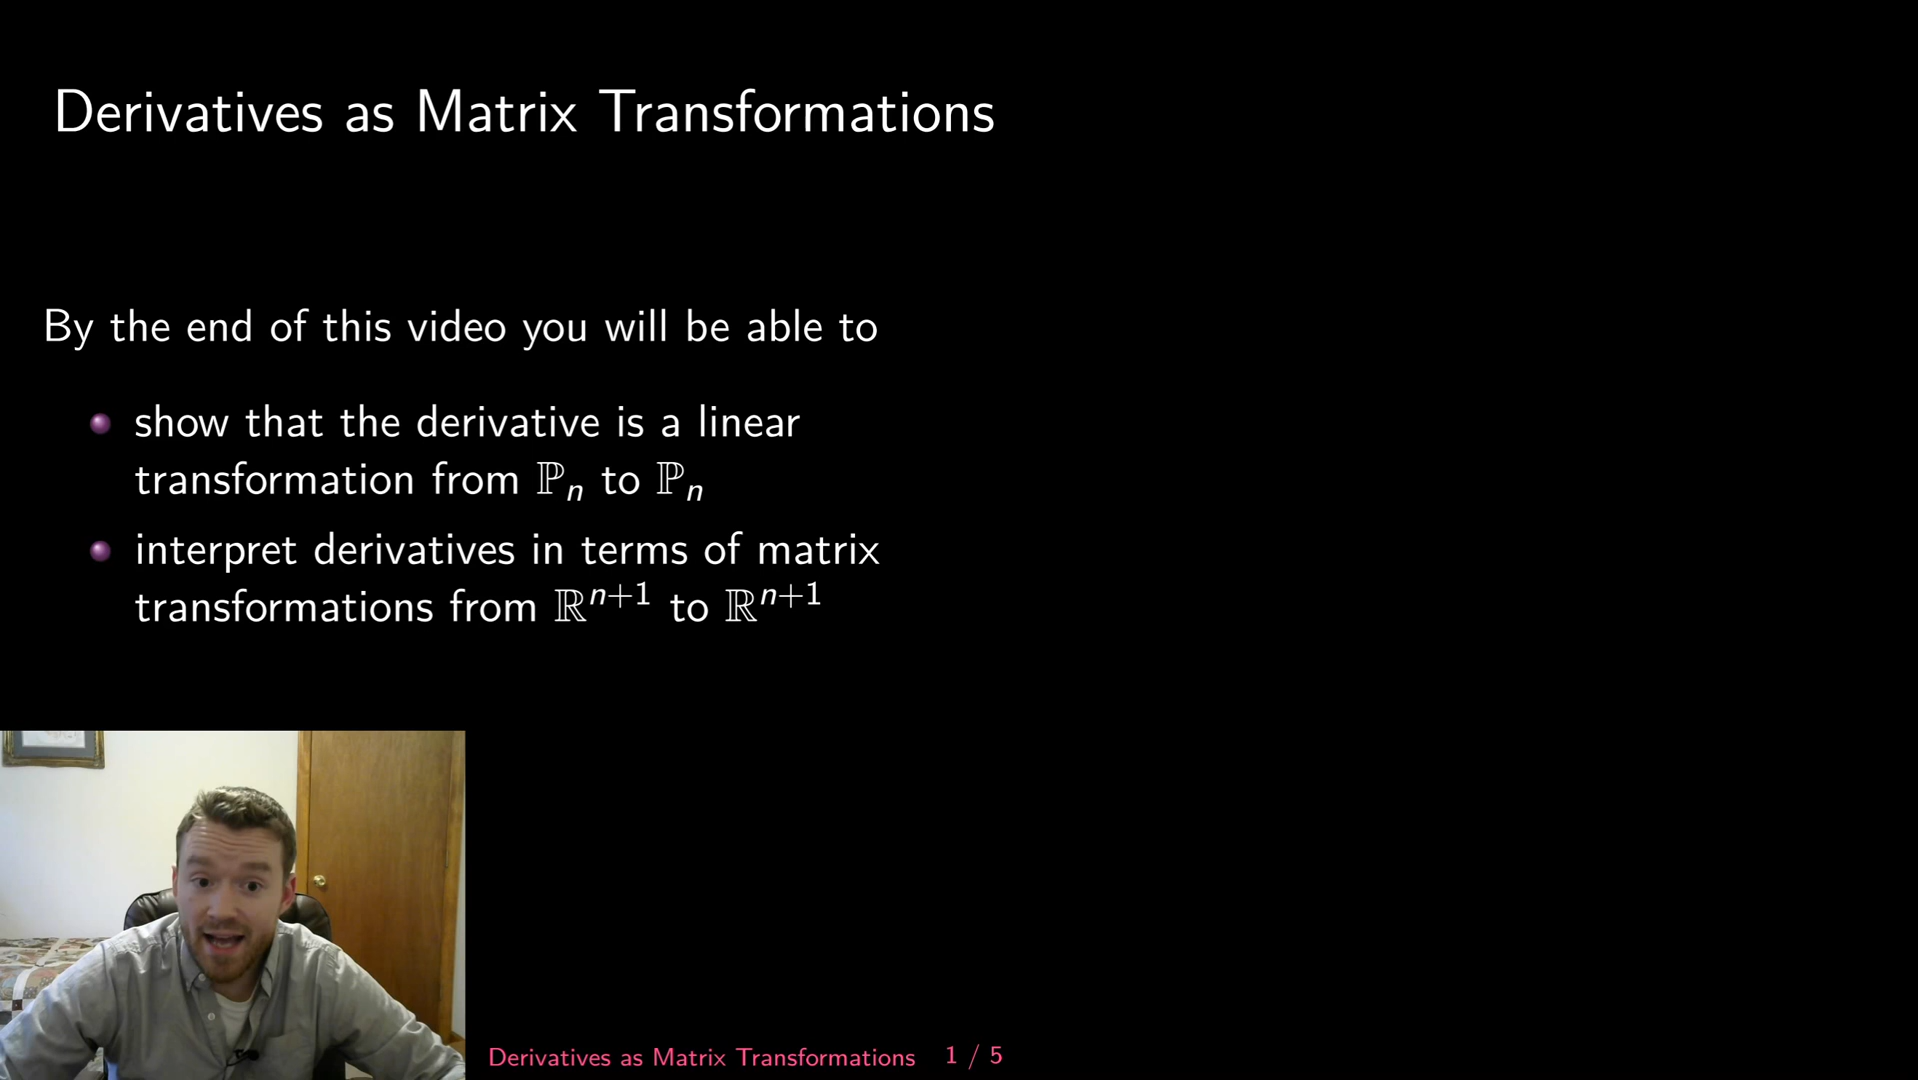 Derivatives as Matrix Transformations
By the end of this video you will be able to
show that the derivative is a linear
transformation from ℙₙ to ℙₙ
interpret derivatives in terms of matrix
transformations from ℝⁿ⁺¹ to ℝⁿ⁺¹
Derivatives as Matrix Transformations 1 / 5